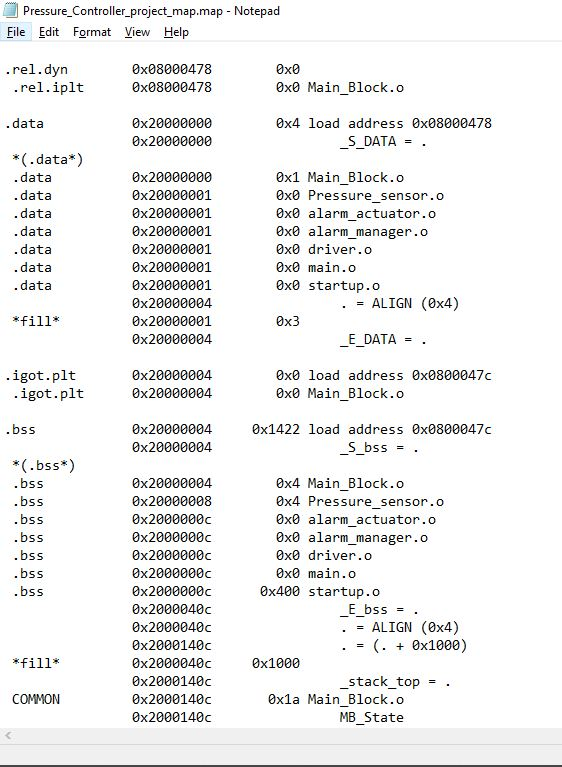 Pressure_Controller_project_map.map - Notepad
File Edit Format View Help
.rel.dyn 0x08000478 0x0
.rel.iplt 0x08000478 0x0 Main_Block.o
.data 0x20000000 0x4 load address 0x08000478
0x20000000 _S_DATA = .
*(.data*)
.data 0x20000000 0x1 Main_Block.o
.data 0x20000001 0x0 Pressure_sensor.o
.data 0x20000001 0x0 alarm_actuator.o
.data 0x20000001 0x0 alarm_manager.o
.data 0x20000001 0x0 driver.o
.data 0x20000001 0x0 main.o
.data 0x20000001 0x0 startup.o
0x20000004 . = ALIGN (0x4)
*fill* 0x20000001 0x3
0x20000004 _E_DATA = .
.igot.plt 0x20000004 0x0 load address 0x0800047c
.igot.plt 0x20000004 0x0 Main_Block.o
.bss 0x20000004 0x1422 load address 0x0800047c
0x20000004 _S_bss = .
*(.bss*)
.bss 0x20000004 0x4 Main_Block.o
.bss 0x20000008 0x4 Pressure_sensor.o
.bss 0x2000000c 0x0 alarm_actuator.o
.bss 0x2000000c 0x0 alarm_manager.o
.bss 0x2000000c 0x0 driver.o
.bss 0x2000000c 0x0 main.o
.bss 0x2000000c 0x400 startup.o
0x2000040c _E_bss = .
0x2000040c . = ALIGN (0x4)
0x2000140c . = (. + 0x1000)
*fill* 0x2000040c 0x1000
0x2000140c _stack_top = .
COMMON 0x2000140c 0x1a Main_Block.o
0x2000140c MB_State